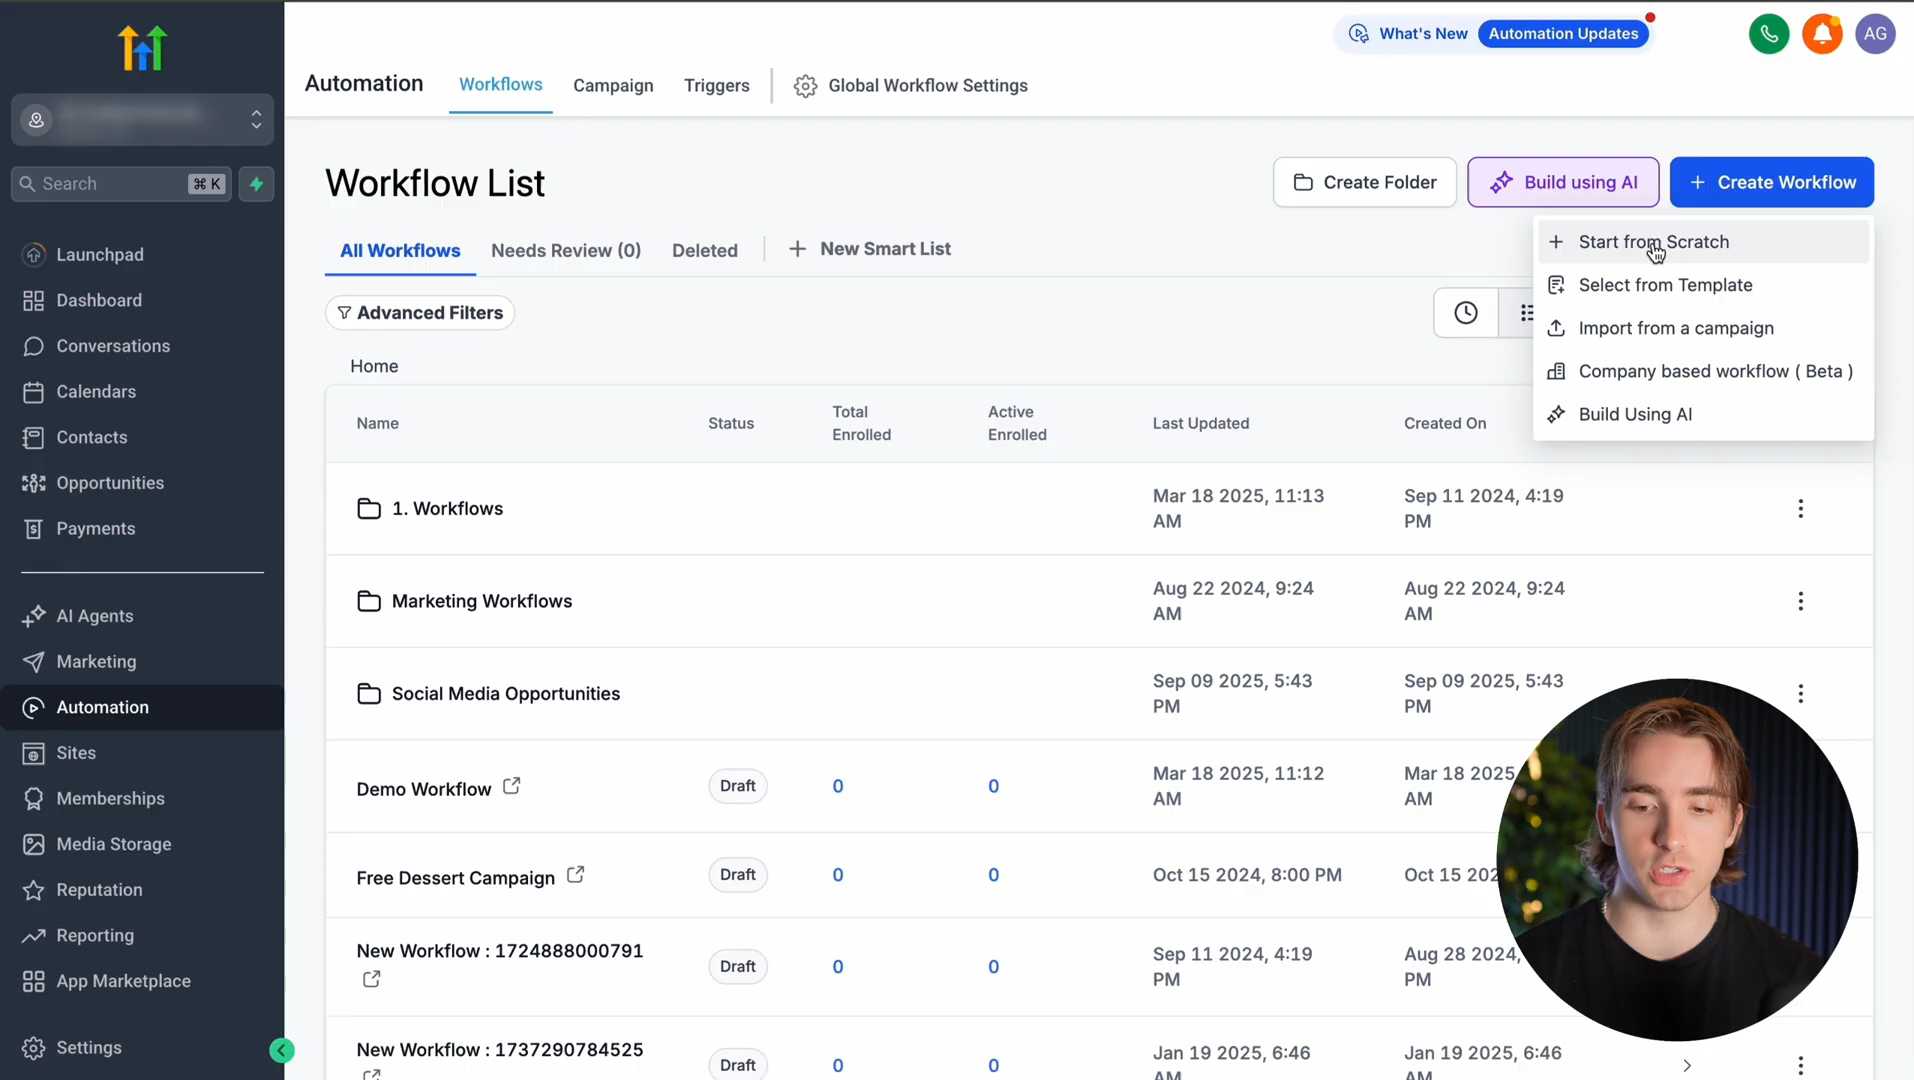 What's New
Automation Updates
AG
Automation
Workflows
Campaign
Triggers
Global Workflow Settings
Search
⌘ K
Launchpad
Dashboard
Conversations
Calendars
Contacts
Opportunities
Payments
AI Agents
Marketing
Automation
Sites
Memberships
Media Storage
Reputation
Reporting
App Marketplace
Settings
Workflow List
Create Folder
Build using AI
+ Create Workflow
All Workflows
Needs Review (0)
Deleted
+ New Smart List
+ Start from Scratch
Select from Template
Import from a campaign
Company based workflow ( Beta )
Build Using AI
Advanced Filters
Home
Name
Status
Total
Enrolled
Active
Enrolled
Last Updated
Created On
1. Workflows
Mar 18 2025, 11:13
AM
Sep 11 2024, 4:19
PM
Marketing Workflows
Aug 22 2024, 9:24
AM
Aug 22 2024, 9:24
AM
Social Media Opportunities
Sep 09 2025, 5:43
PM
Sep 09 2025, 5:43
PM
Demo Workflow
Draft
0
0
Mar 18 2025, 11:12
AM
Mar 18 2025
AM
Free Dessert Campaign
Draft
0
0
Oct 15 2024, 8:00 PM
Oct 15 202
New Workflow : 1724888000791
Draft
0
0
Sep 11 2024, 4:19
PM
Aug 28 2024,
PM
New Workflow : 1737290784525
Draft
0
0
Jan 19 2025, 6:46
AM
Jan 19 2025, 6:46
AM